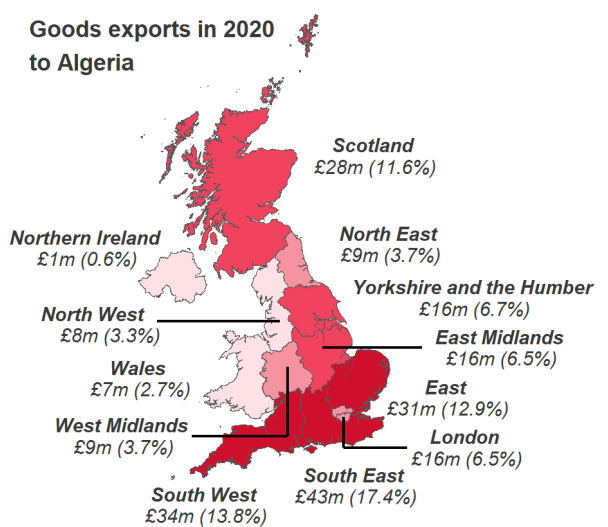 Goods exports in 2020
to Algeria
Scotland
£28m (11.6%)
Northern Ireland
£1m (0.6%)
North East
£9m (3.7%)
Yorkshire and the Humber
£16m (6.7%)
North West
£8m (3.3%)
East Midlands
£16m (6.5%)
Wales
£7m (2.7%)
East
£31m (12.9%)
West Midlands
£9m (3.7%)
London
£16m (6.5%)
South East
£43m (17.4%)
South West
£34m (13.8%)